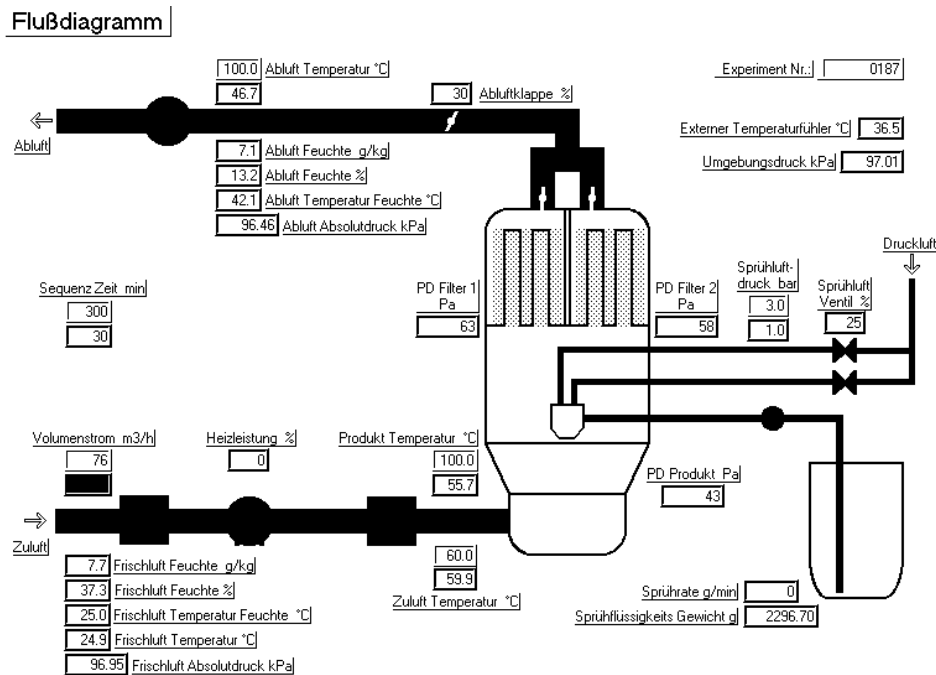 Flußdiagramm
100.0 Abluft Temperatur °C
46.7
30 Abluftklappe %
Experiment Nr.: 0187
Abluft
Externer Temperaturfühler °C 36.5
Umgebungsdruck kPa 97.01
7.1 Abluft Feuchte g/kg
13.2 Abluft Feuchte %
42.1 Abluft Temperatur Feuchte °C
96.46 Abluft Absolutdruck kPa
Druckluft
Sequenz Zeit min
300
30
PD Filter 1
Pa
63
PD Filter 2
Pa
58
Sprühluft-
druck bar
3.0
1.0
Sprühluft
Ventil %
25
Volumenstrom m3/h
76
Heizleistung %
0
Produkt Temperatur °C
100.0
55.7
PD Produkt Pa
43
Zuluft
60.0
59.9
Zuluft Temperatur °C
7.7 Frischluft Feuchte g/kg
37.3 Frischluft Feuchte %
25.0 Frischluft Temperatur Feuchte °C
24.9 Frischluft Temperatur °C
96.95 Frischluft Absolutdruck kPa
Sprührate g/min 0
Sprühflüssigkeits Gewicht g 2296.70